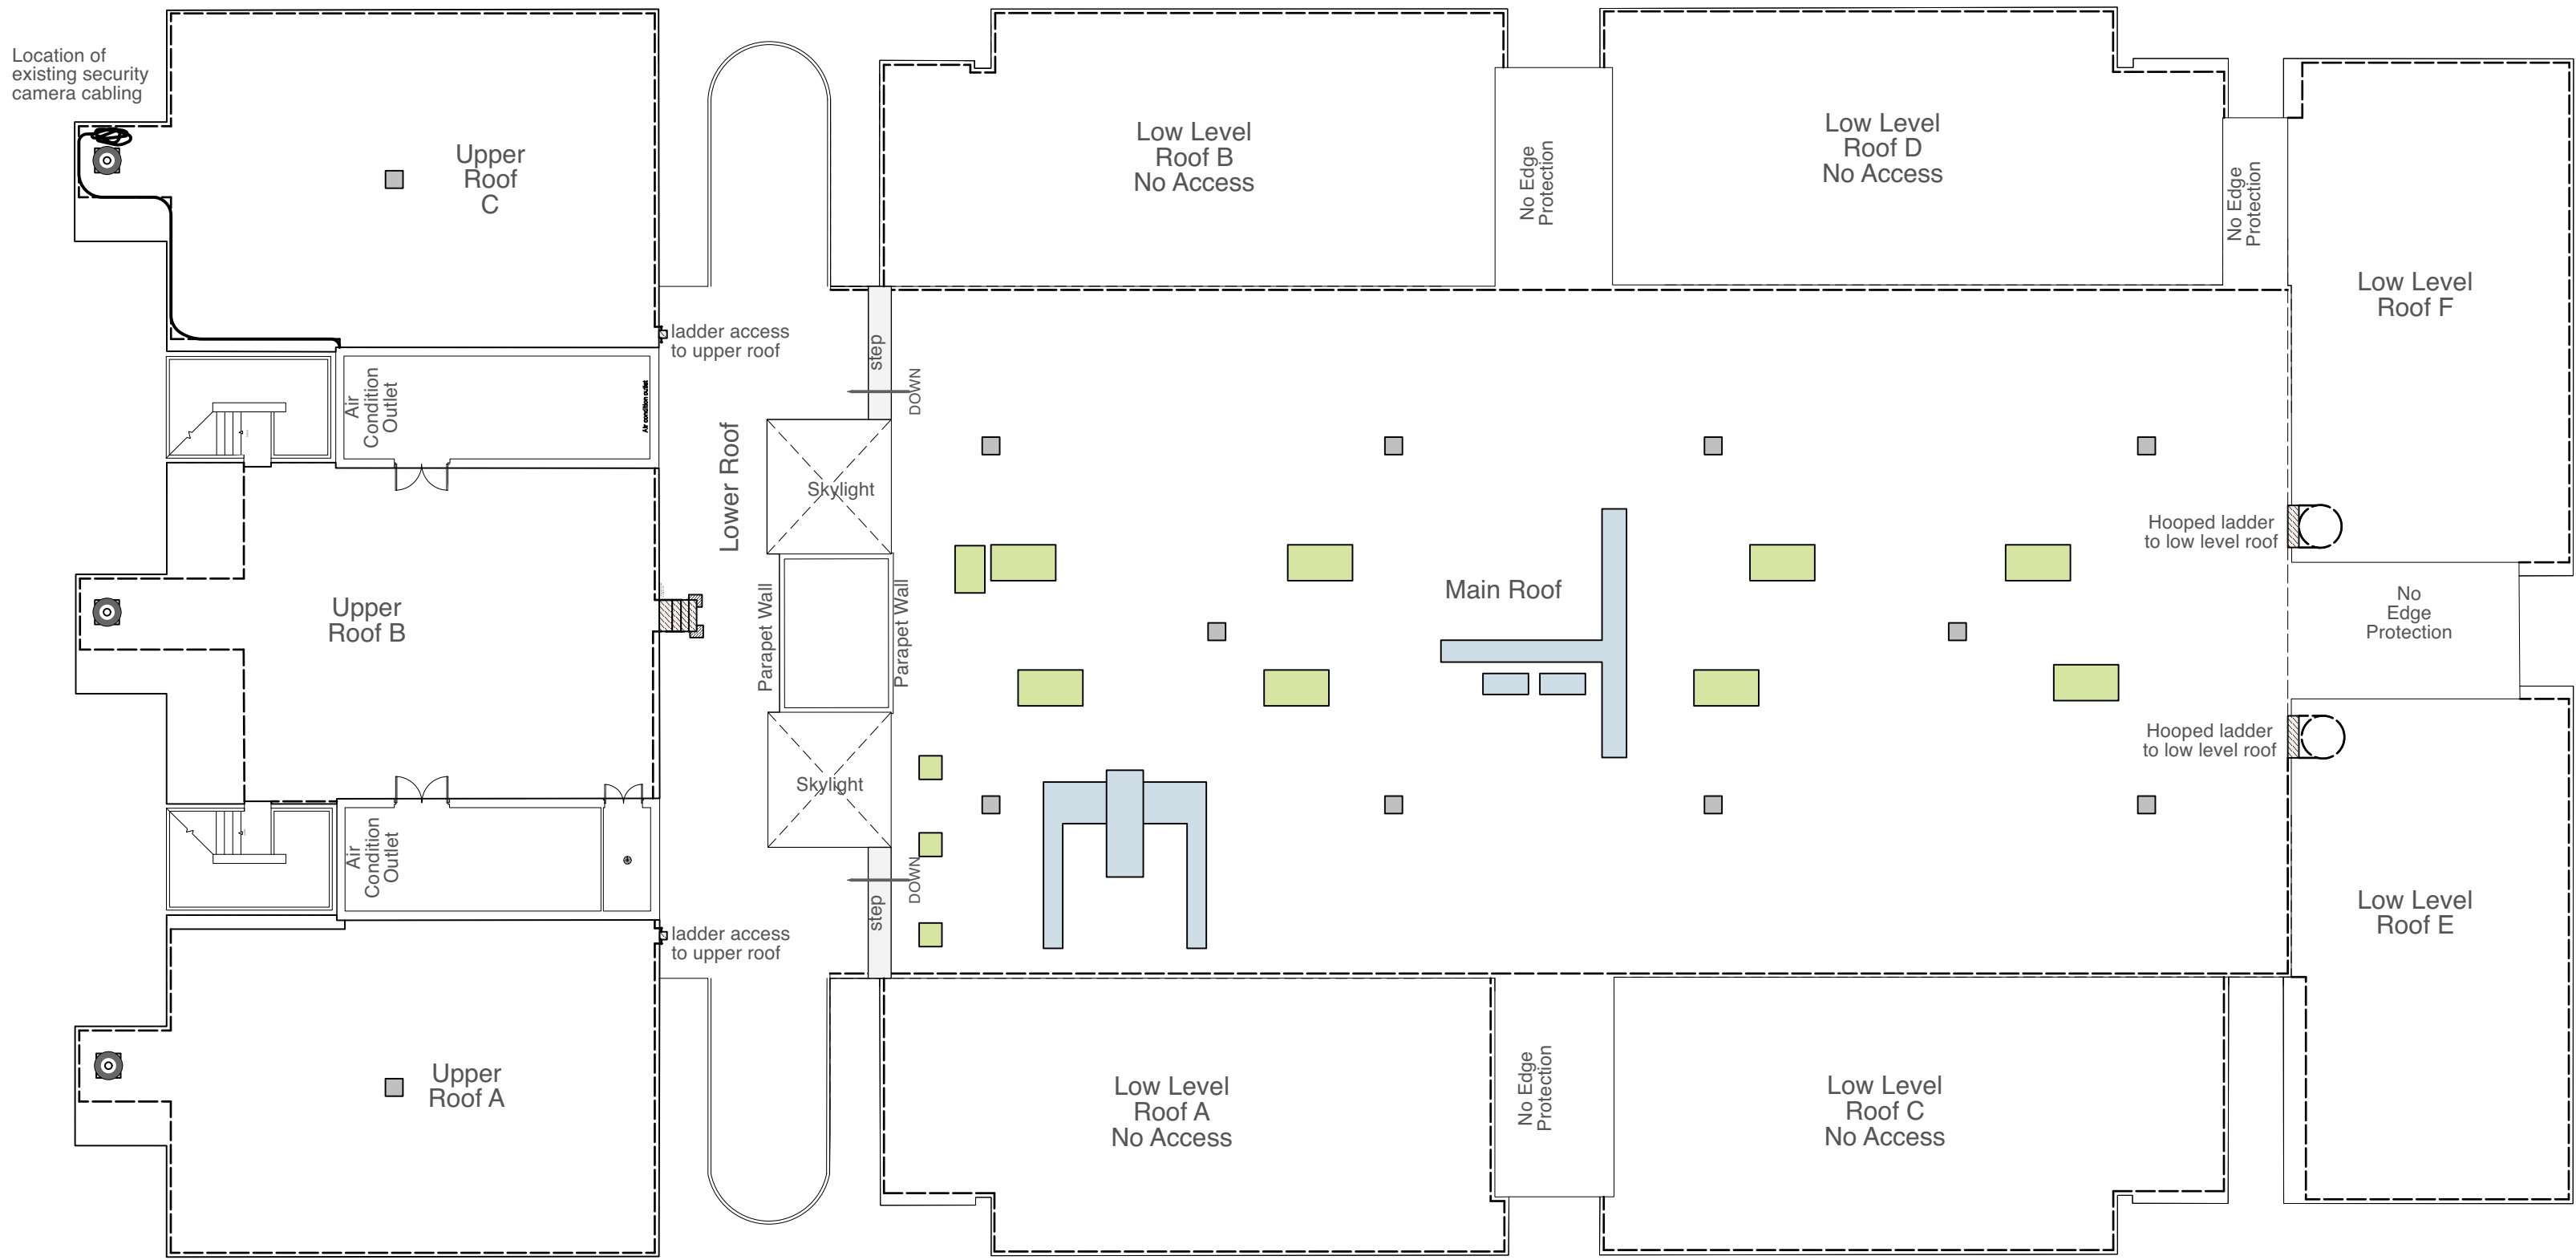 Location of
existing security
camera cabling
Upper
Roof
C
Low Level
Roof B
No Access
No Edge
Protection
Low Level
Roof D
No Access
No Edge
Protection
Low Level
Roof F
ladder access
to upper roof
step
DOWN
Air
Condition
Outlet
Air condition outlet
Lower Roof
Skylight
Hooped ladder
to low level roof
Main Roof
Upper
Roof B
Parapet Wall
Parapet Wall
No
Edge
Protection
Hooped ladder
to low level roof
Skylight
Air
Condition
Outlet
DOWN
step
ladder access
to upper roof
Low Level
Roof E
Upper
Roof A
Low Level
Roof A
No Access
No Edge
Protection
Low Level
Roof C
No Access